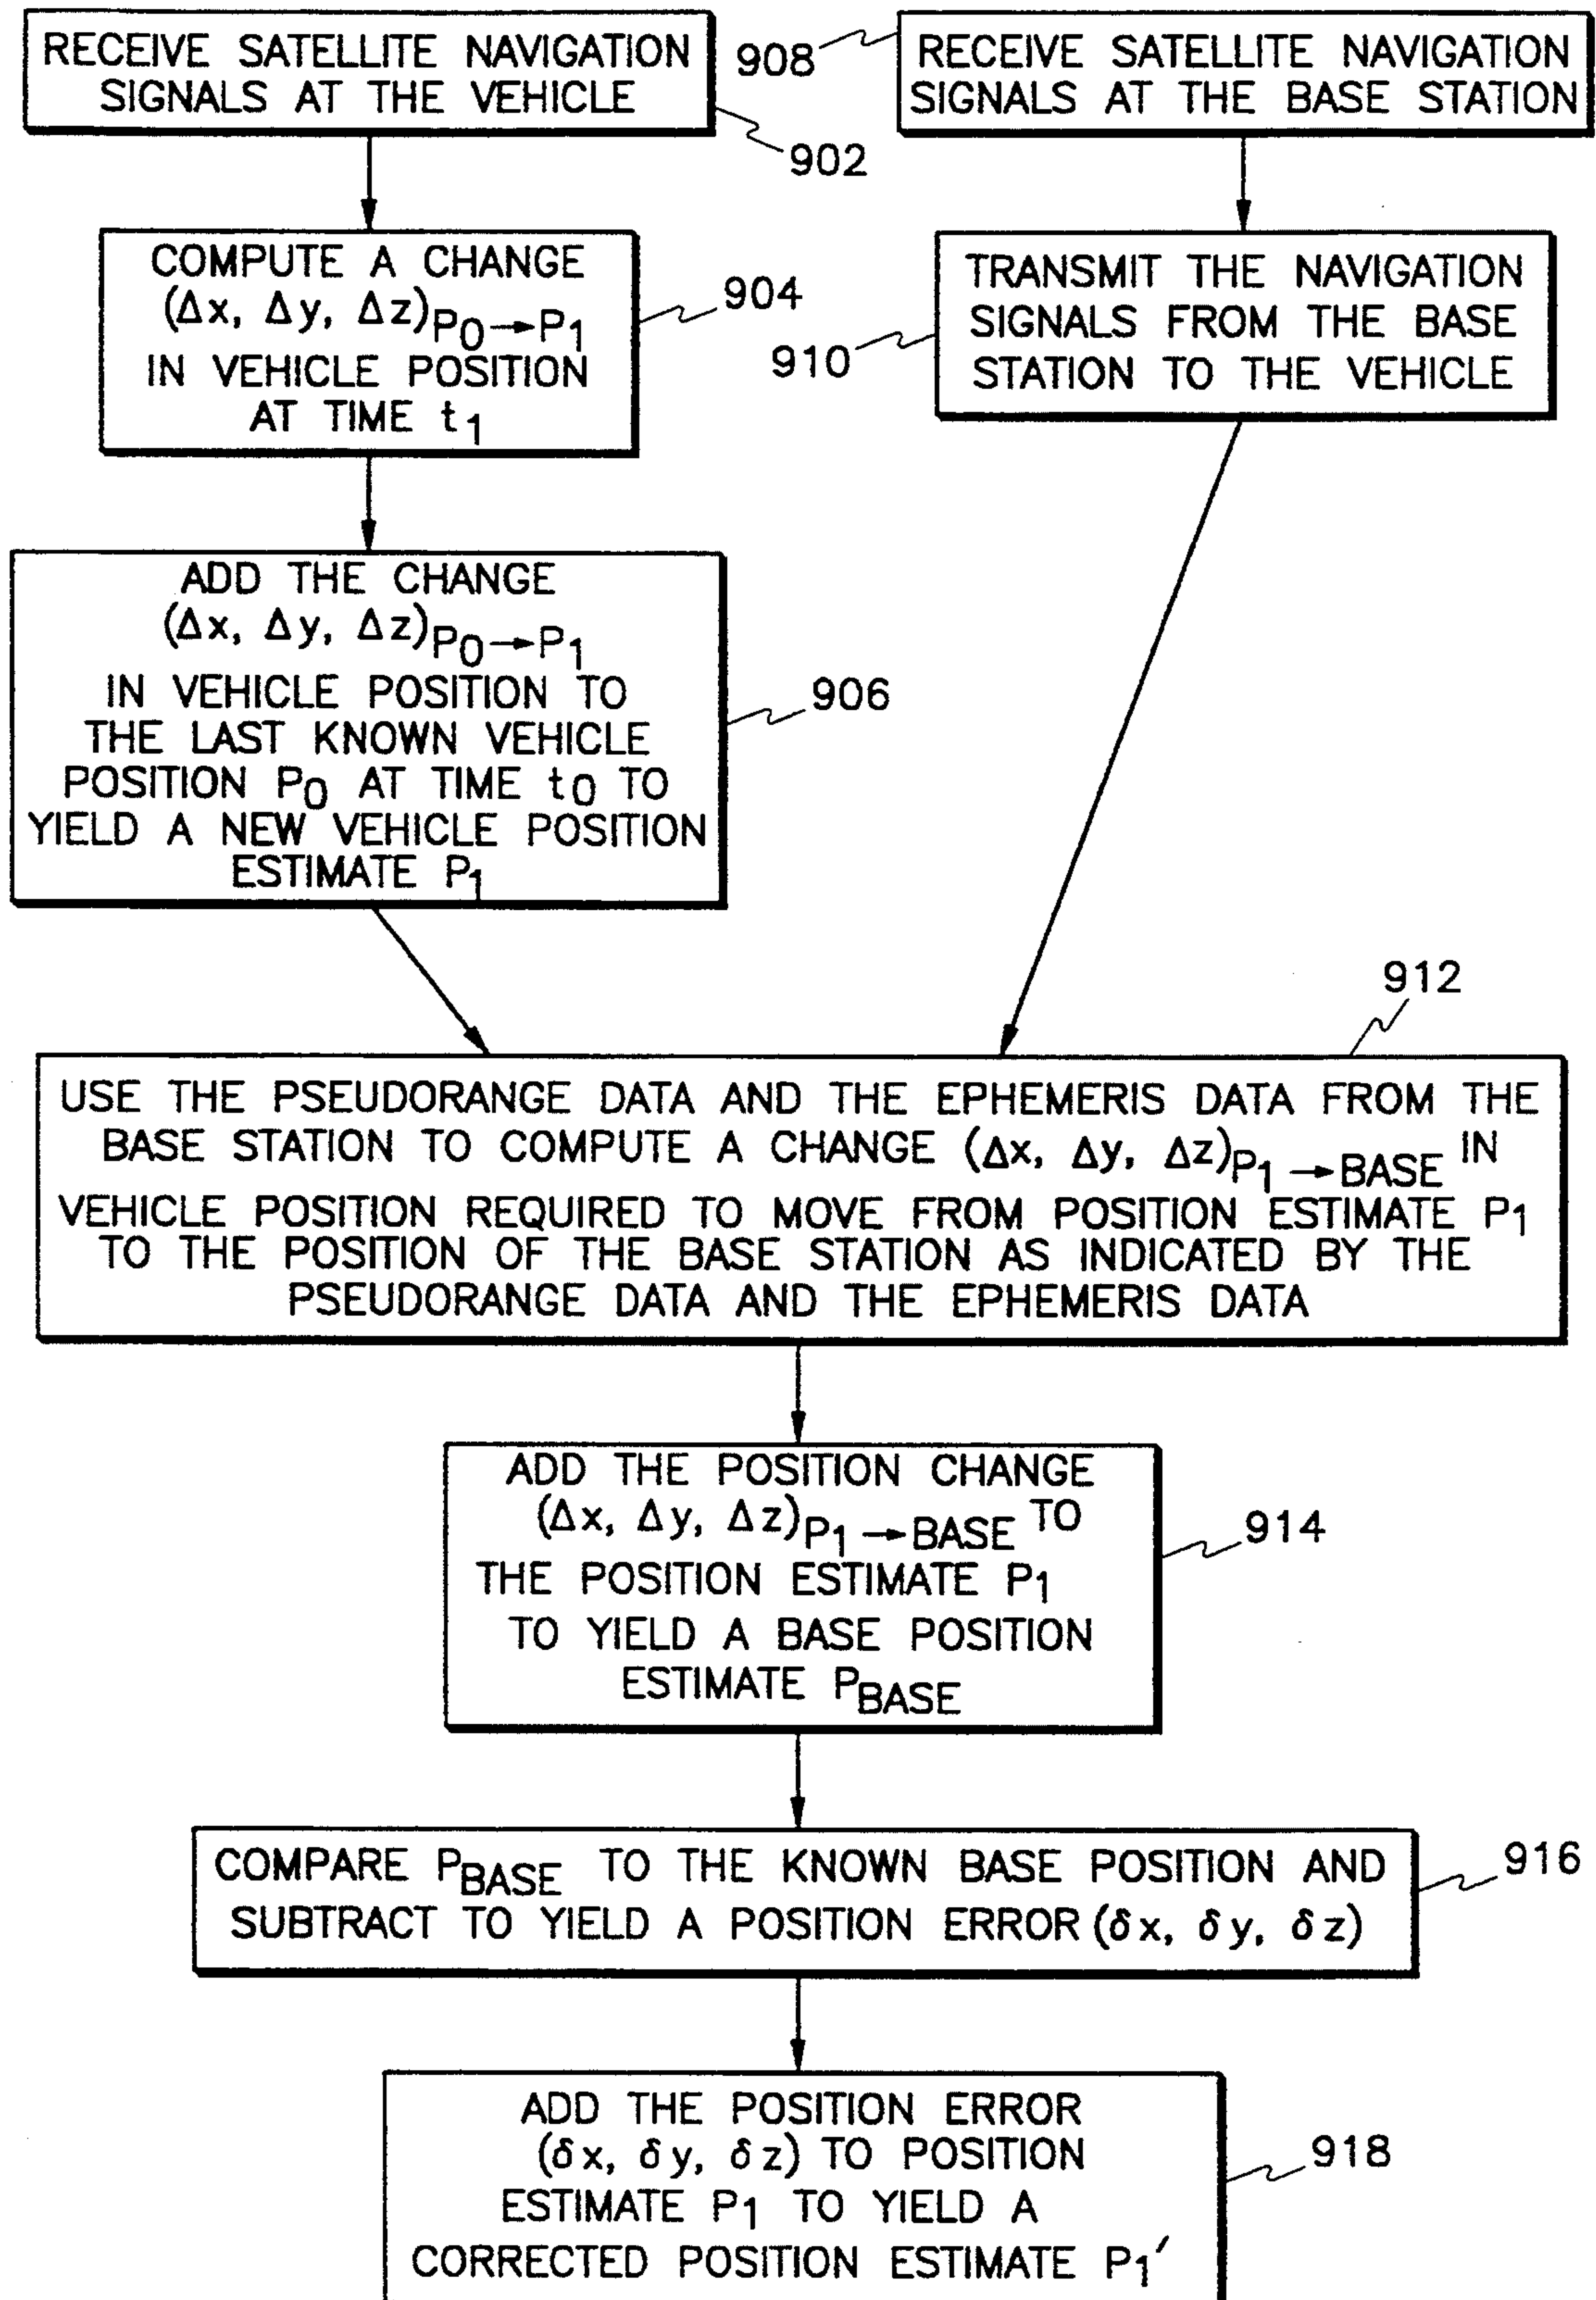 RECEIVE SATELLITE NAVIGATION
SIGNALS AT THE VEHICLE
902
908
RECEIVE SATELLITE NAVIGATION
SIGNALS AT THE BASE STATION
COMPUTE A CHANGE
(Δx, Δy, Δz)P0→P1
IN VEHICLE POSITION
AT TIME t1
904
910
TRANSMIT THE NAVIGATION
SIGNALS FROM THE BASE
STATION TO THE VEHICLE
ADD THE CHANGE
(Δx, Δy, Δz)P0→P1
IN VEHICLE POSITION TO
THE LAST KNOWN VEHICLE
POSITION P0 AT TIME t0 TO
YIELD A NEW VEHICLE POSITION
ESTIMATE P1
906
912
USE THE PSEUDORANGE DATA AND THE EPHEMERIS DATA FROM THE
BASE STATION TO COMPUTE A CHANGE (Δx, Δy, Δz)P1→BASE IN
VEHICLE POSITION REQUIRED TO MOVE FROM POSITION ESTIMATE P1
TO THE POSITION OF THE BASE STATION AS INDICATED BY THE
PSEUDORANGE DATA AND THE EPHEMERIS DATA
ADD THE POSITION CHANGE
(Δx, Δy, Δz)P1→BASE TO
THE POSITION ESTIMATE P1
TO YIELD A BASE POSITION
ESTIMATE PBASE
914
COMPARE PBASE TO THE KNOWN BASE POSITION AND
SUBTRACT TO YIELD A POSITION ERROR (δx, δy, δz)
916
ADD THE POSITION ERROR
(δx, δy, δz) TO POSITION
ESTIMATE P1 TO YIELD A
CORRECTED POSITION ESTIMATE P1′
918